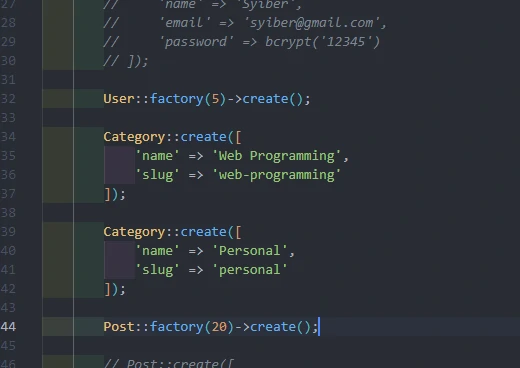 27 //     'name' => 'Syiber',
28 //     'email' => 'syiber@gmail.com',
29 //     'password' => bcrypt('12345')
30 // ]);
31
32 User::factory(5)->create();
33
34 Category::create([
35     'name' => 'Web Programming',
36     'slug' => 'web-programming'
37 ]);
38
39 Category::create([
40     'name' => 'Personal',
41     'slug' => 'personal'
42 ]);
43
44 Post::factory(20)->create();
45
46 // Post::create([